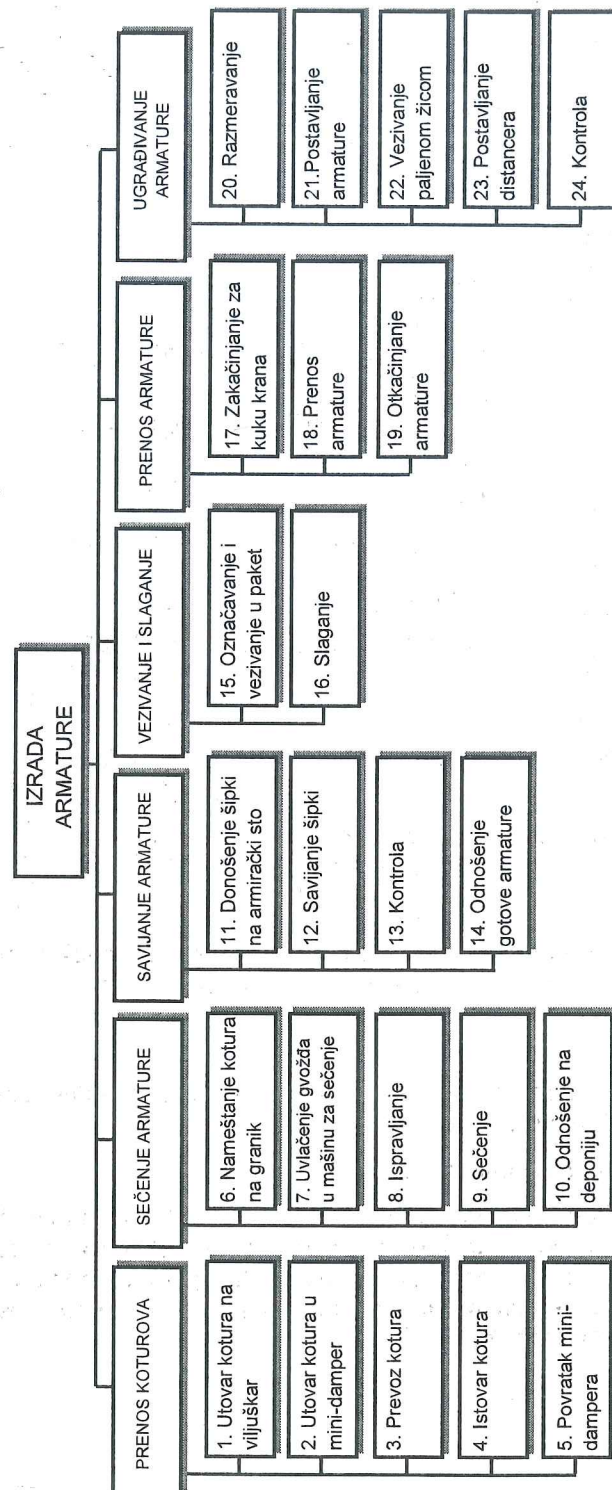 IZRADA
ARMATURE
PRENOS KOTUROVA
1. Utovar kotura na
viljuškar
2. Utovar kotura u
mini-damper
3. Prevoz kotura
4. Istovar kotura
5. Povratak mini-
dampera
SEČENJE ARMATURE
6. Nameštanje kotura
na granik
7. Uvlačenje gvožđa
u mašinu za sečenje
8. Ispravljanje
9. Sečenje
10. Odnošenje na
deponiju
SAVIJANJE ARMATURE
11. Donošenje šipki
na armirački sto
12. Savijanje šipki
13. Kontrola
14. Odnošenje
gotove armature
VEZIVANJE I SLAGANJE
15. Označavanje i
vezivanje u paket
16. Slaganje
PRENOS ARMATURE
17. Zakačinjanje za
kuku krana
18. Prenos
armature
19. Otkačinjanje
armature
UGRAĐIVANJE
ARMATURE
20. Razmeravanje
21.Postavljanje
armature
22. Vezivanje
paljenom žicom
23. Postavljanje
distancera
24. Kontrola